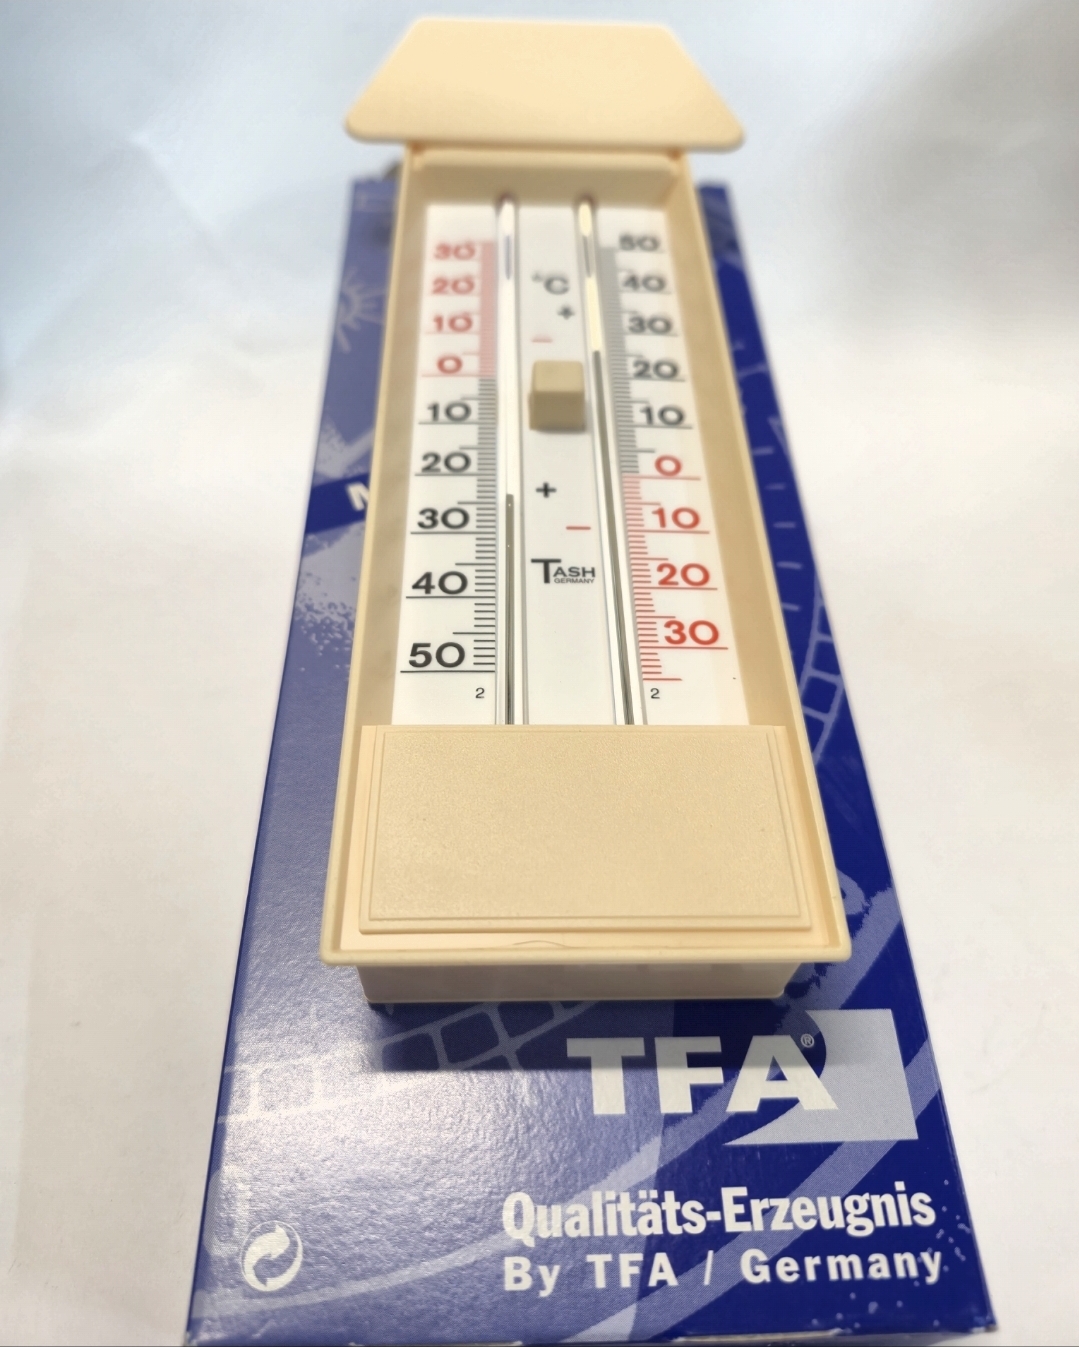 30 50
20 °C 40
10 + 30
− 
0 20
10 10
20 0
+
30 − 10
TASH
GERMANY
40 20
50 30
2 2
TFA®
Qualitäts-Erzeugnis
By TFA / Germany